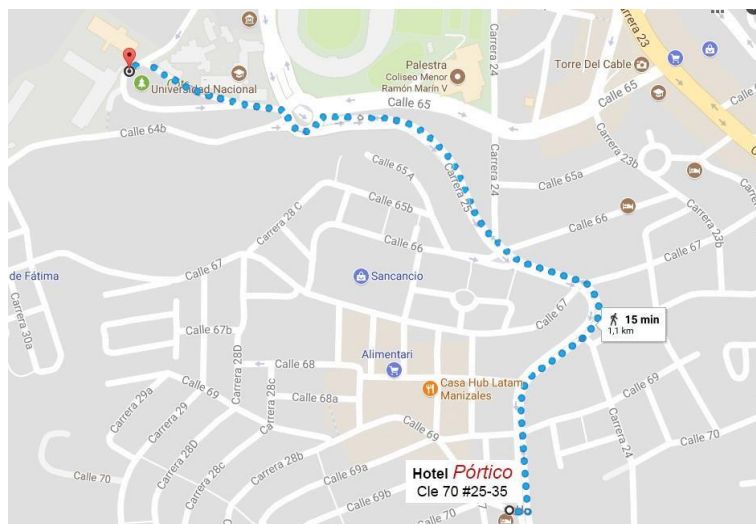 Carrera 23
Carrera 24
Palestra
Coliseo Menor
Ramón Marín V
Torre Del Cable
Universidad Nacional
Calle 65
Calle 65
Calle 64b
Carrera 23b
Calle 65 A
Calle 65a
Carrera 25
Carrera 24
Carrera 28 C
Calle 65b
Calle 66
Calle 66
Carrera 23b
de Fátima
Calle 67
Sancancio
Calle 67
Calle 67
Carrera 30a
15 min
1,1 km
Calle 67b
Carrera 28D
Alimentari
Calle 68
Carrera 28c
Casa Hub Latam
Manizales
Calle 69
Calle 69
Carrera 29a
Carrera 29
Calle 68a
Calle 69
Carrera 24
Calle 70
Carrera 28D
Carrera 28c
Carrera 28b
Calle 69a
Calle 69b
Calle 70
Hotel Pórtico
Cle 70 #25-35